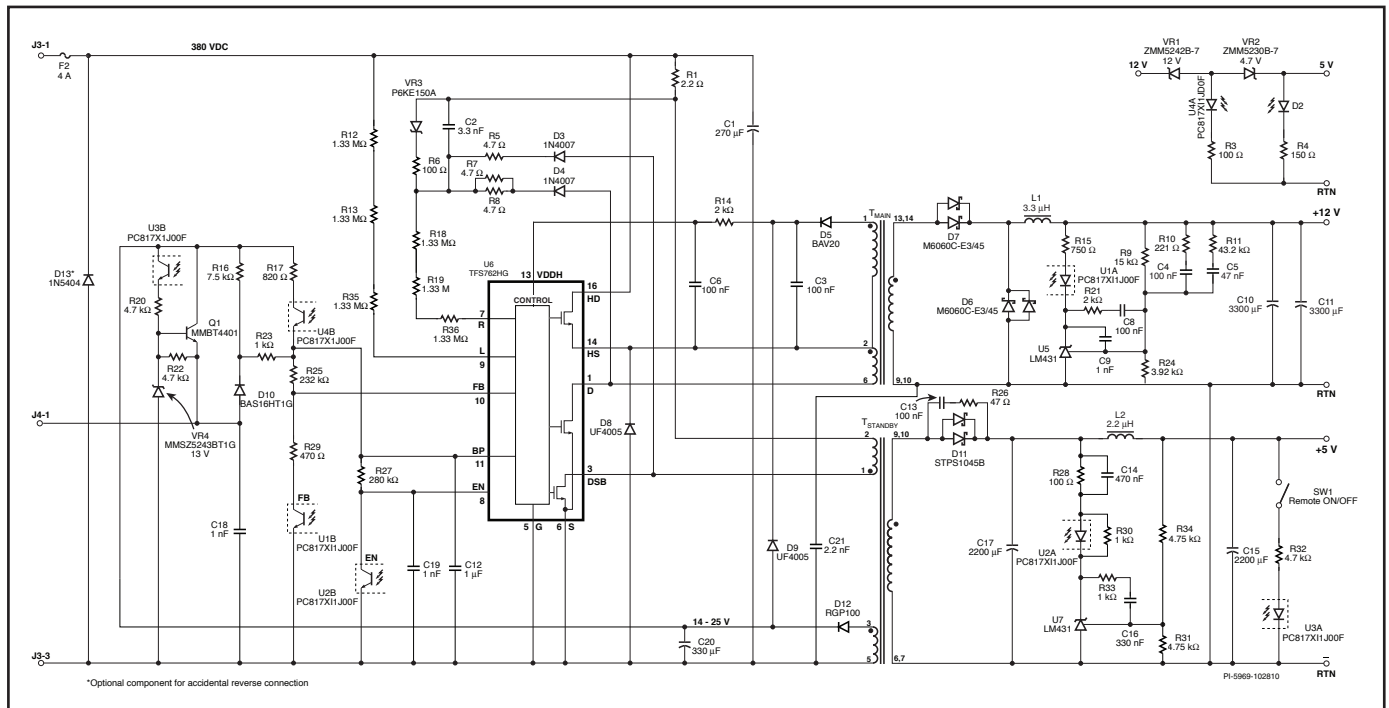 J3-1
F2
4 A
380 VDC
R1
2.2 Ω
VR1
ZMM5242B-7
12 V
VR2
ZMM5230B-7
4.7 V
12 V
5 V
U4A
PC817XI1JD0F
D2
R3
100 Ω
R4
150 Ω
RTN
VR3
P6KE150A
C2
3.3 nF
C1
270 µF
R12
1.33 MΩ
R5
4.7 Ω
D3
1N4007
R6
100 Ω
R7
4.7 Ω
D4
1N4007
R8
4.7 Ω
R13
1.33 MΩ
R18
1.33 MΩ
R14
2 kΩ
D5
BAV20
1
TMAIN
13,14
D7
M6060C-E3/45
L1
3.3 µH
+12 V
U3B
PC817X1J00F
D13*
1N5404
R16
7.5 kΩ
R17
820 Ω
R20
4.7 kΩ
Q1
MMBT4401
U4B
PC817X1J00F
R35
1.33 MΩ
R19
1.33 M
R36
1.33 MΩ
U6
TFS762HG
13 VDDH
CONTROL
16
HD
7
R
14
HS
L
9
1
D
FB
10
BP
11
3
DSB
EN
8
5 G
6 S
C6
100 nF
C3
100 nF
2
6
9,10
D6
M6060C-E3/45
R15
750 Ω
U1A
PC817XI1J00F
R21
2 kΩ
C8
100 nF
C9
1 nF
U5
LM431
R9
15 kΩ
R10
221 Ω
C4
100 nF
R11
43.2 kΩ
C5
47 nF
R24
3.92 kΩ
C10
3300 µF
C11
3300 µF
RTN
R23
1 kΩ
R22
4.7 kΩ
R25
232 kΩ
D10
BAS16HT1G
J4-1
VR4
MMSZ5243BT1G
13 V
R29
470 Ω
R27
280 kΩ
FB
U1B
PC817XI1J00F
C18
1 nF
EN
U2B
PC817XI1J00F
C19
1 nF
C12
1 µF
D8
UF4005
D9
UF4005
C21
2.2 nF
D12
RGP100
14 - 25 V
C20
330 µF
TSTANDBY
2
1
3
5
9,10
6,7
C13
100 nF
R26
47 Ω
D11
STPS1045B
L2
2.2 µH
+5 V
C17
2200 µF
R28
100 Ω
C14
470 nF
U2A
PC817XI1J00F
R30
1 kΩ
R33
1 kΩ
C16
330 nF
U7
LM431
R34
4.75 kΩ
R31
4.75 kΩ
C15
2200 µF
SW1
Remote ON/OFF
R32
4.7 kΩ
U3A
PC817XI1J00F
J3-3
RTN
*Optional component for accidental reverse connection
PI-5969-102810